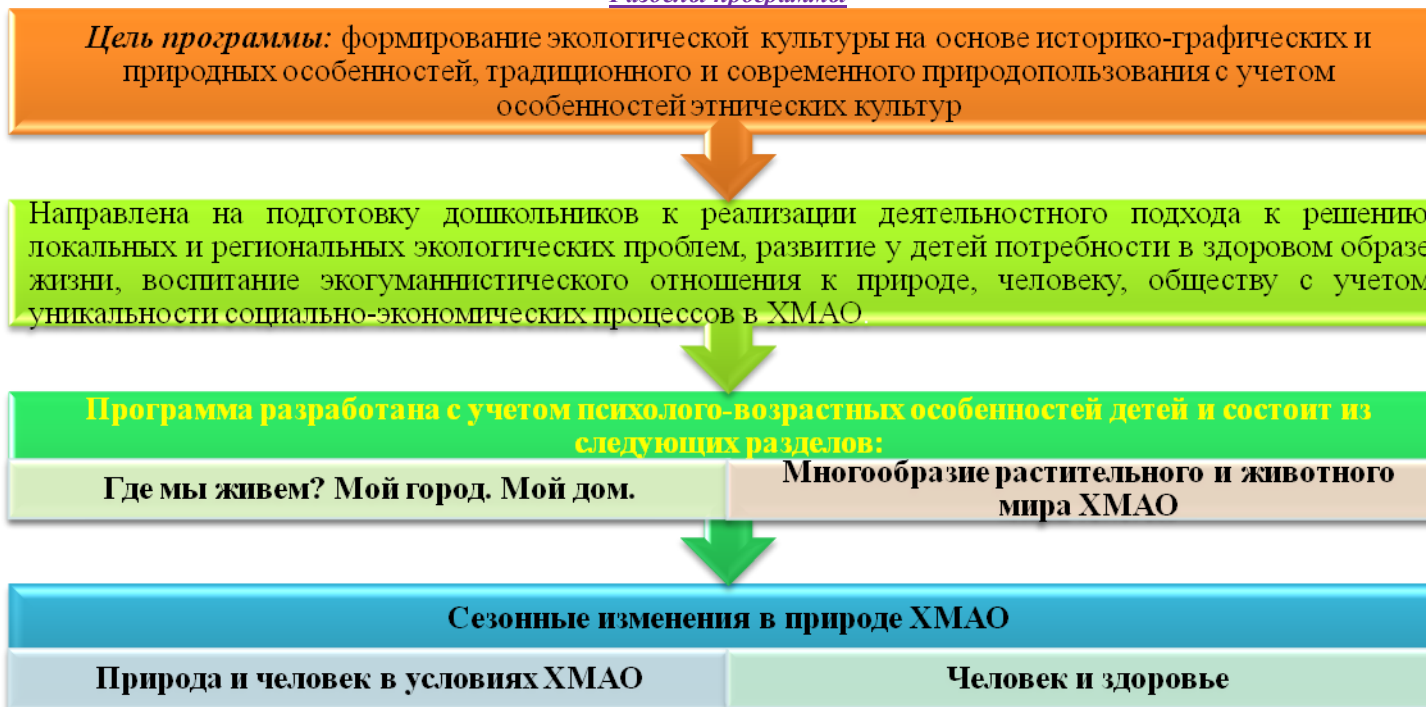 Разделы программы
Цель программы: формирование экологической культуры на основе историко-графических и
природных особенностей, традиционного и современного природопользования с учетом
особенностей этнических культур
Направлена на подготовку дошкольников к реализации деятельностного подхода к решению
локальных и региональных экологических проблем, развитие у детей потребности в здоровом образе
жизни, воспитание экогуманнистического отношения к природе, человеку, обществу с учетом
уникальности социально-экономических процессов в ХМАО.
Программа разработана с учетом психолого-возрастных особенностей детей и состоит из
следующих разделов:
Где мы живем? Мой город. Мой дом.
Многообразие растительного и животного
мира ХМАО
Сезонные изменения в природе ХМАО
Природа и человек в условиях ХМАО
Человек и здоровье